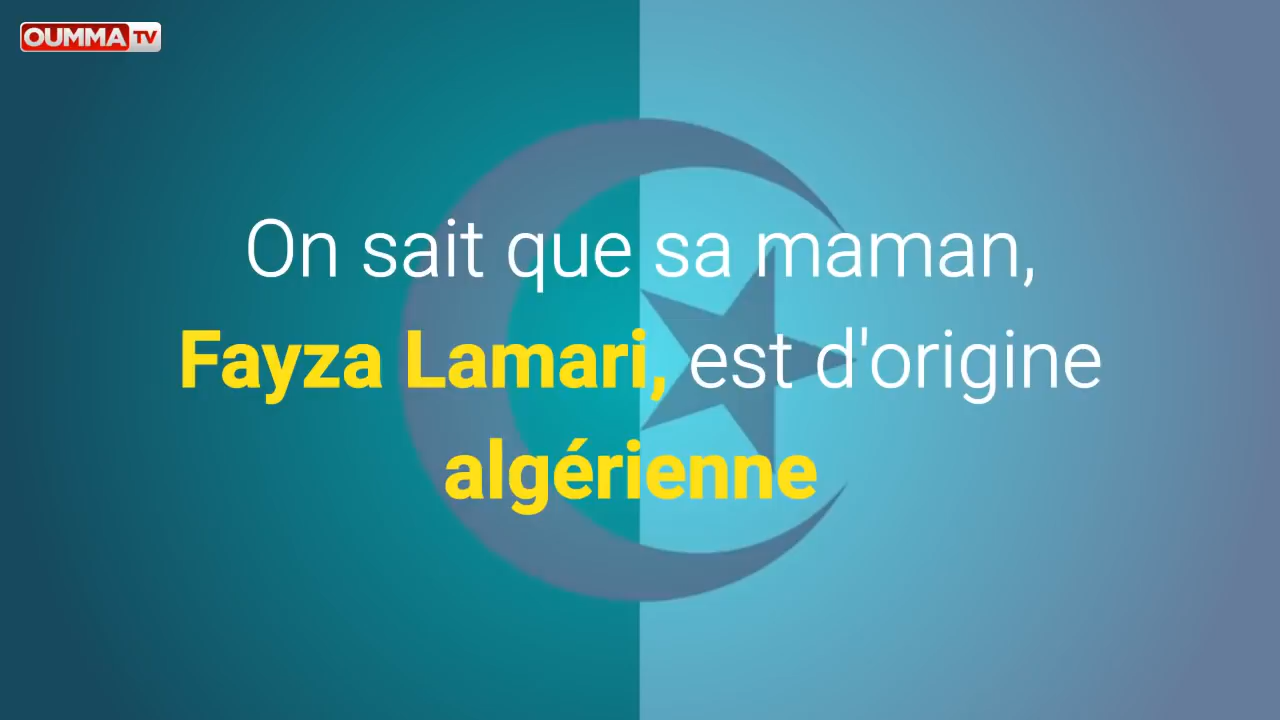 OUMMA TV
On sait que sa maman,
Fayza Lamari, est d'origine
algérienne